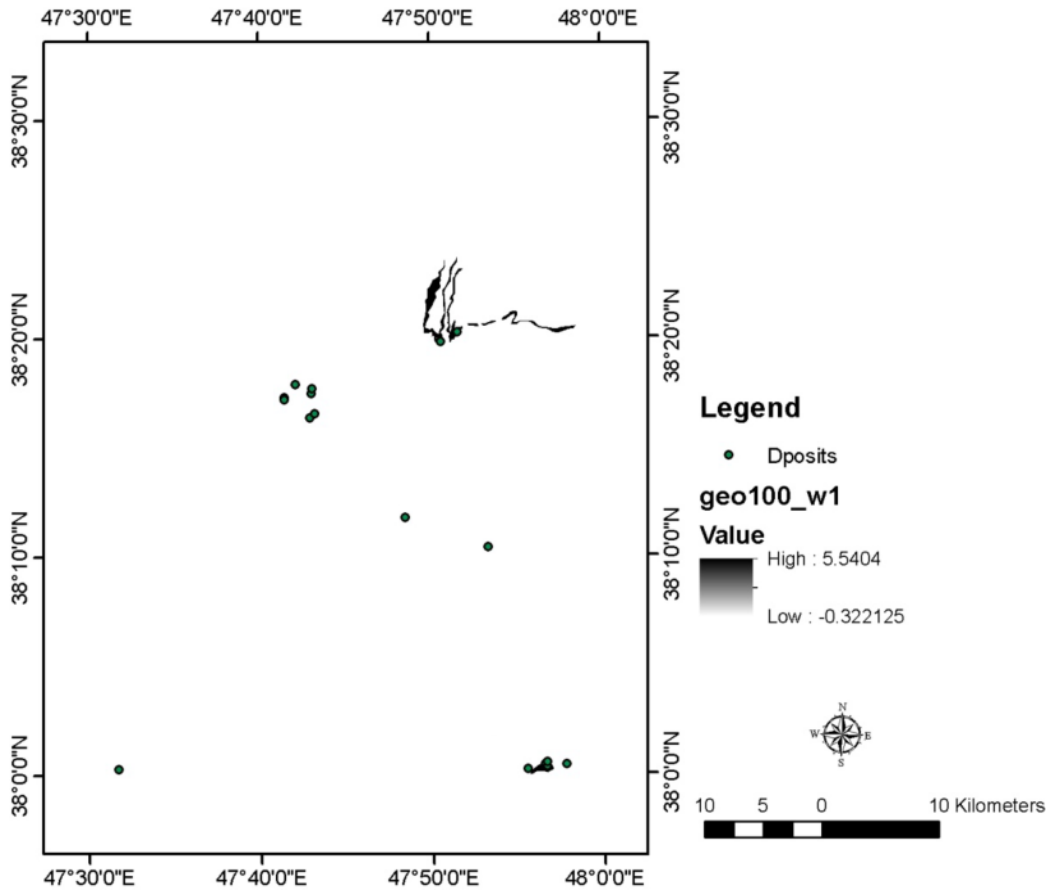 47°30'0"E 47°40'0"E 47°50'0"E 48°0'0"E
38°30'0"N 38°30'0"N
38°20'0"N 38°20'0"N
38°10'0"N 38°10'0"N
38°0'0"N 38°0'0"N
47°30'0"E 47°40'0"E 47°50'0"E 48°0'0"E
Legend
Dposits
geo100_w1
Value
High : 5.5404
Low : -0.322125
N
W E
S
10 5 0 10 Kilometers